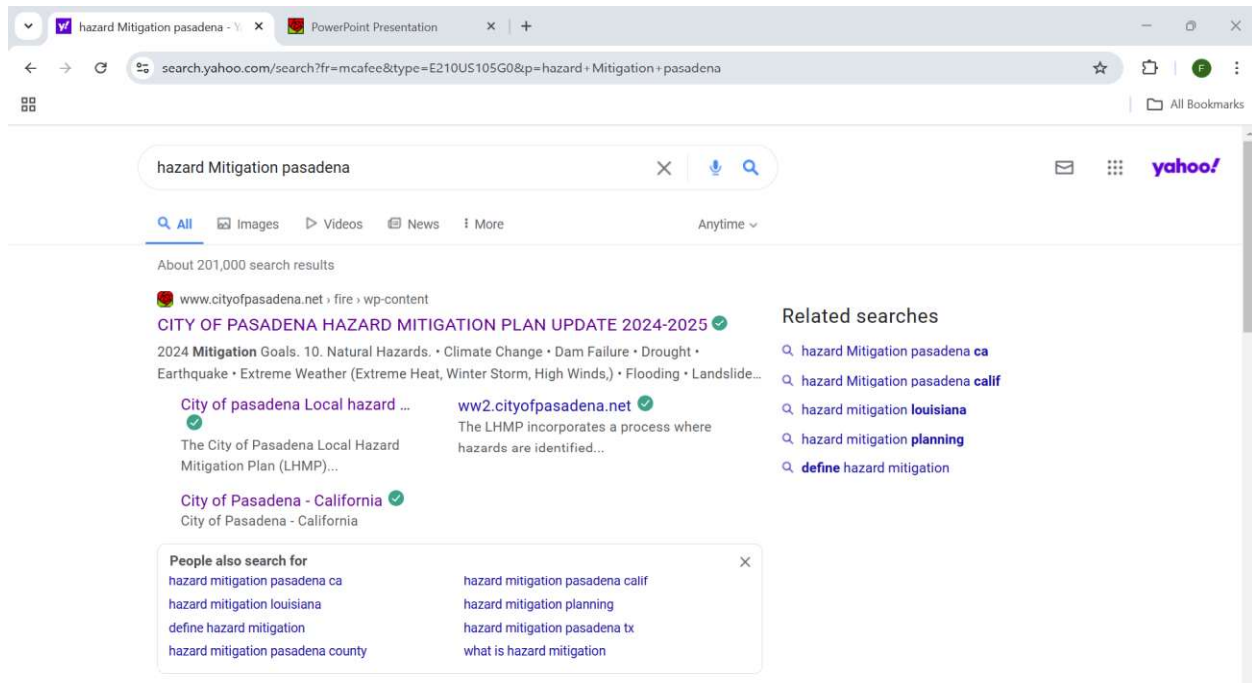 hazard Mitigation pasadena - Y
PowerPoint Presentation
search.yahoo.com/search?fr=mcafee&type=E210US105G0&p=hazard+Mitigation+pasadena
F
All Bookmarks
hazard Mitigation pasadena
yahoo!
All Images Videos News More Anytime
About 201,000 search results
www.cityofpasadena.net › fire › wp-content
CITY OF PASADENA HAZARD MITIGATION PLAN UPDATE 2024-2025
2024 Mitigation Goals. 10. Natural Hazards. • Climate Change • Dam Failure • Drought •
Earthquake • Extreme Weather (Extreme Heat, Winter Storm, High Winds,) • Flooding • Landslide...
City of pasadena Local hazard ...
The City of Pasadena Local Hazard
Mitigation Plan (LHMP)...
ww2.cityofpasadena.net
The LHMP incorporates a process where
hazards are identified...
City of Pasadena - California
City of Pasadena - California
People also search for
hazard mitigation pasadena ca
hazard mitigation louisiana
define hazard mitigation
hazard mitigation pasadena county
hazard mitigation pasadena calif
hazard mitigation planning
hazard mitigation pasadena tx
what is hazard mitigation
Related searches
hazard Mitigation pasadena ca
hazard Mitigation pasadena calif
hazard mitigation louisiana
hazard mitigation planning
define hazard mitigation